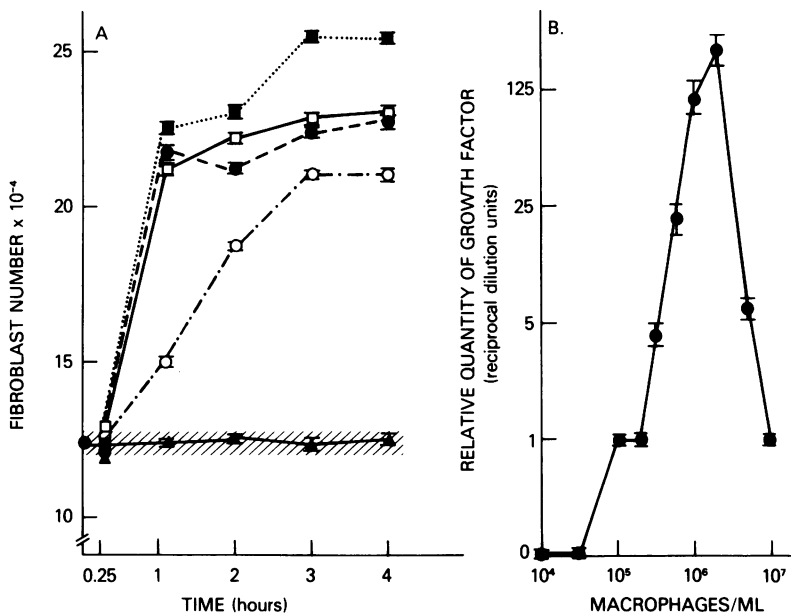 A
25
20
15
10
FIBROBLAST NUMBER x 10⁻⁴
0.25 1 2 3 4
TIME (hours)
B.
125
25
5
1
0
RELATIVE QUANTITY OF GROWTH FACTOR
(reciprocal dilution units)
10⁴ 10⁵ 10⁶ 10⁷
MACROPHAGES/ML